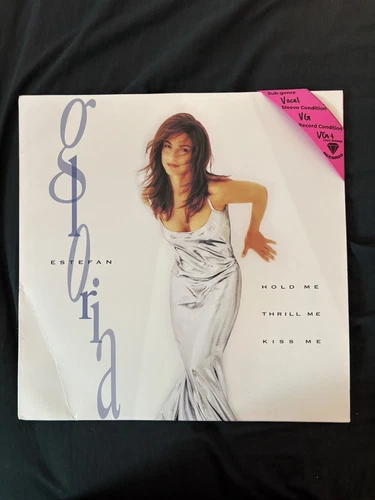 gloria
ESTEFAN
HOLD ME
THRILL ME
KISS ME
Sub-genre
Vocal
Sleeve Condition
VG
Record Condition
VG+